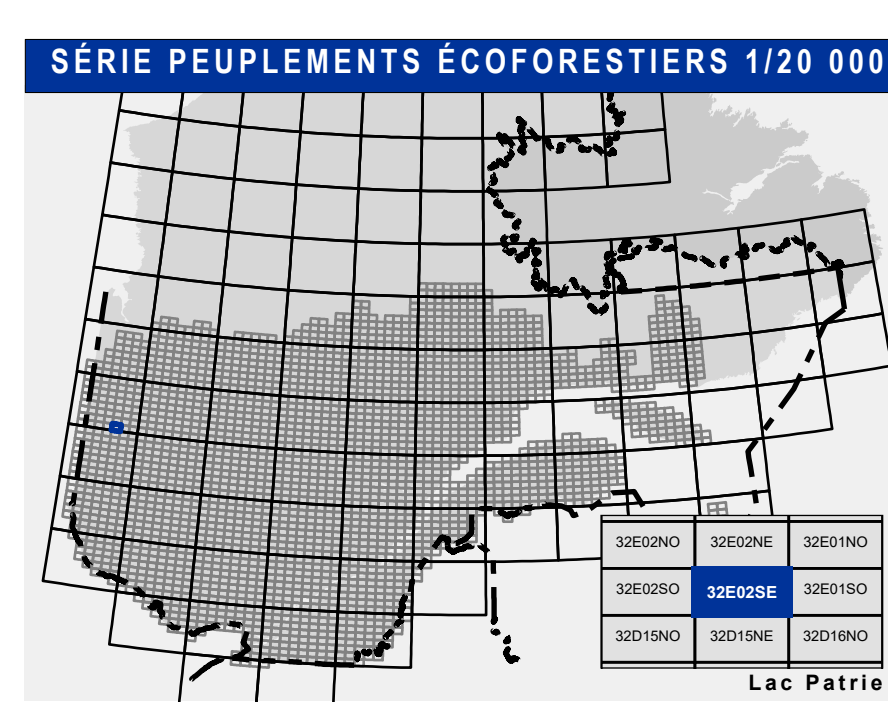 SÉRIE PEUPLEMENTS ÉCOFORESTIERS 1/20 000
32E02NO 32E02NE 32E01NO
32E02SO 32E02SE 32E01SO
32D15NO 32D15NE 32D16NO
Lac Patrie